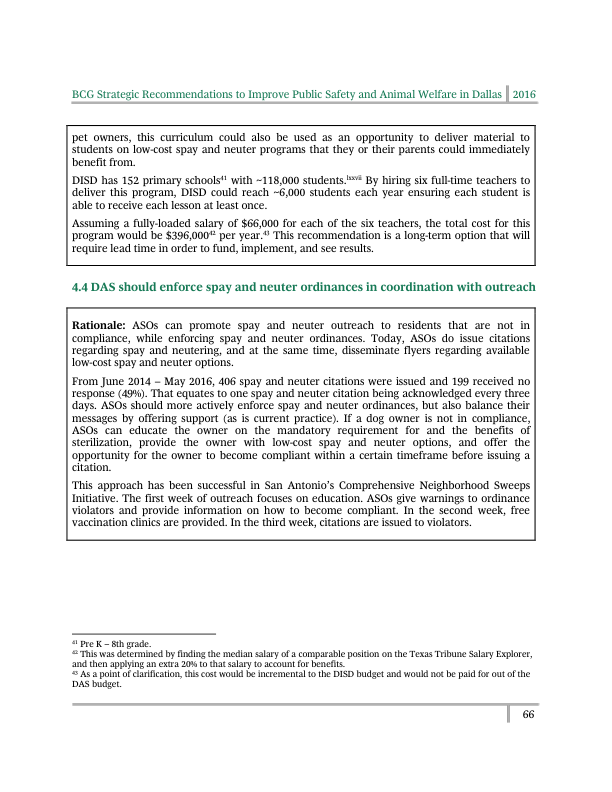 BCG Strategic Recommendations to Improve Public Safety and Animal Welfare in Dallas 2016
pet owners, this curriculum could also be used as an opportunity to deliver material to
students on low-cost spay and neuter programs that they or their parents could immediately
benefit from.
DISD has 152 primary schools⁴¹ with ~118,000 students.ˡˣˣᵛⁱⁱ By hiring six full-time teachers to
deliver this program, DISD could reach ~6,000 students each year ensuring each student is
able to receive each lesson at least once.
Assuming a fully-loaded salary of $66,000 for each of the six teachers, the total cost for this
program would be $396,000⁴² per year.⁴³ This recommendation is a long-term option that will
require lead time in order to fund, implement, and see results.
4.4 DAS should enforce spay and neuter ordinances in coordination with outreach
Rationale: ASOs can promote spay and neuter outreach to residents that are not in
compliance, while enforcing spay and neuter ordinances. Today, ASOs do issue citations
regarding spay and neutering, and at the same time, disseminate flyers regarding available
low-cost spay and neuter options.
From June 2014 – May 2016, 406 spay and neuter citations were issued and 199 received no
response (49%). That equates to one spay and neuter citation being acknowledged every three
days. ASOs should more actively enforce spay and neuter ordinances, but also balance their
messages by offering support (as is current practice). If a dog owner is not in compliance,
ASOs can educate the owner on the mandatory requirement for and the benefits of
sterilization, provide the owner with low-cost spay and neuter options, and offer the
opportunity for the owner to become compliant within a certain timeframe before issuing a
citation.
This approach has been successful in San Antonio’s Comprehensive Neighborhood Sweeps
Initiative. The first week of outreach focuses on education. ASOs give warnings to ordinance
violators and provide information on how to become compliant. In the second week, free
vaccination clinics are provided. In the third week, citations are issued to violators.
⁴¹ Pre K – 8th grade.
⁴² This was determined by finding the median salary of a comparable position on the Texas Tribune Salary Explorer,
and then applying an extra 20% to that salary to account for benefits.
⁴³ As a point of clarification, this cost would be incremental to the DISD budget and would not be paid for out of the
DAS budget.
66